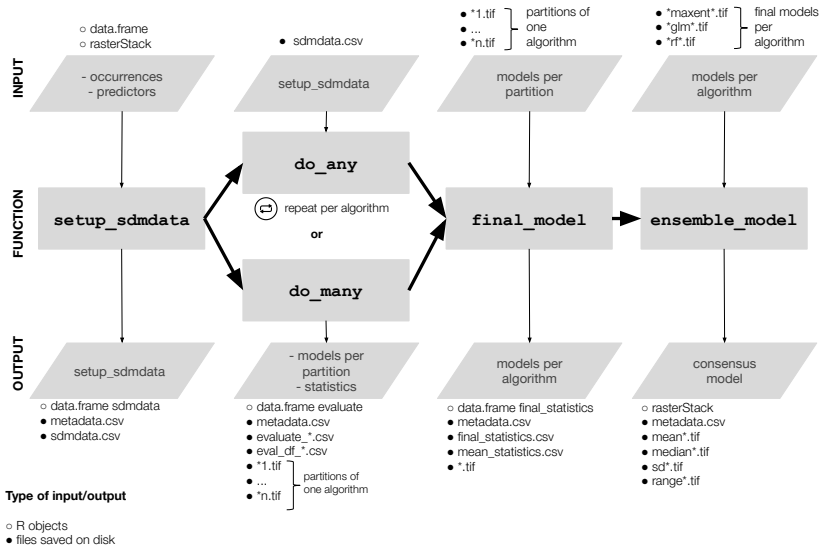 INPUT
○ data.frame
○ rasterStack
- occurrences
- predictors
● sdmdata.csv
setup_sdmdata
● *1.tif
● ...
● *n.tif
partitions of
one
algorithm
models per
partition
● *maxent*.tif
● *glm*.tif
● *rf*.tif
final models
per
algorithm
models per
algorithm
FUNCTION
setup_sdmdata
do_any
repeat per algorithm
or
do_many
final_model
ensemble_model
OUTPUT
setup_sdmdata
○ data.frame sdmdata
● metadata.csv
● sdmdata.csv
- models per
partition
- statistics
○ data.frame evaluate
● metadata.csv
● evaluate_*.csv
● eval_df_*.csv
● *1.tif
● ...
● *n.tif
partitions of
one algorithm
models per
algorithm
○ data.frame final_statistics
● metadata.csv
● final_statistics.csv
● mean_statistics.csv
● *.tif
consensus
model
○ rasterStack
● metadata.csv
● mean*.tif
● median*.tif
● sd*.tif
● range*.tif
Type of input/output
○ R objects
● files saved on disk